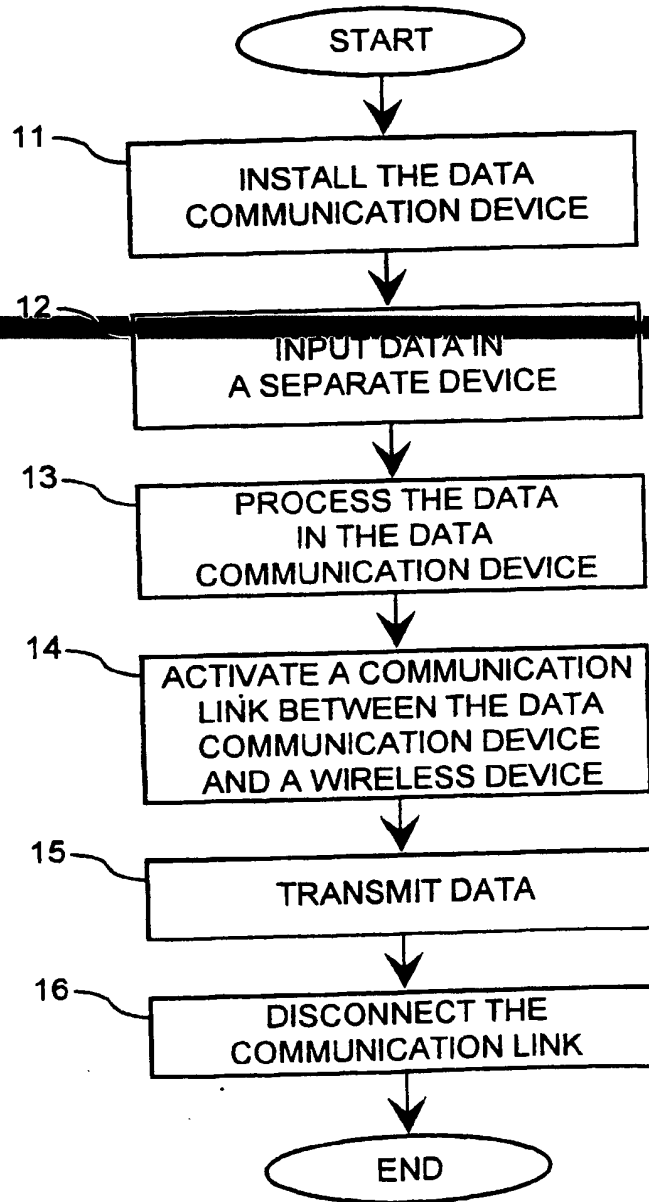 START
11
INSTALL THE DATA
COMMUNICATION DEVICE
12
INPUT DATA IN
A SEPARATE DEVICE
13
PROCESS THE DATA
IN THE DATA
COMMUNICATION DEVICE
14
ACTIVATE A COMMUNICATION
LINK BETWEEN THE DATA
COMMUNICATION DEVICE
AND A WIRELESS DEVICE
15
TRANSMIT DATA
16
DISCONNECT THE
COMMUNICATION LINK
END